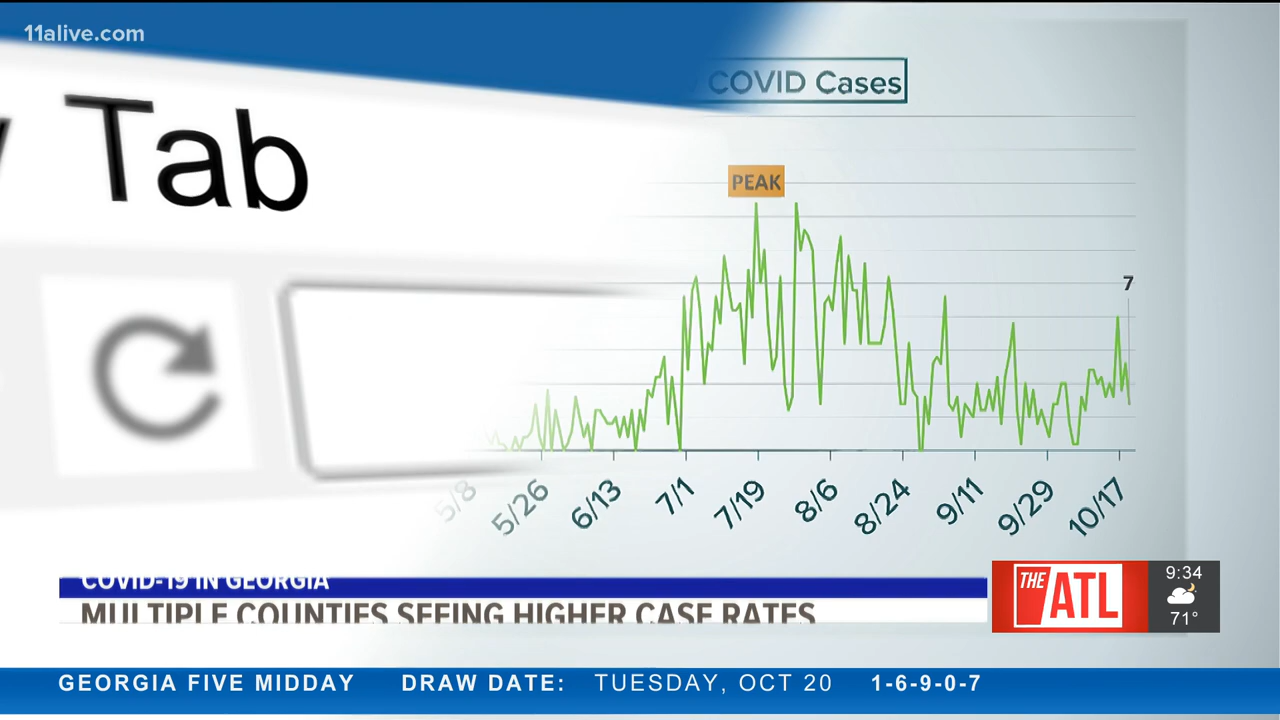 11alive.com
COVID Cases
Tab
PEAK
7
5/8
5/26
6/13
7/1
7/19
8/6
8/24
9/11
9/29
10/17
COVID-19 IN GEORGIA
MULTIPLE COUNTIES SEEING HIGHER CASE RATES
THE ATL
9:34
71°
GEORGIA FIVE MIDDAY DRAW DATE: TUESDAY, OCT 20 1-6-9-0-7